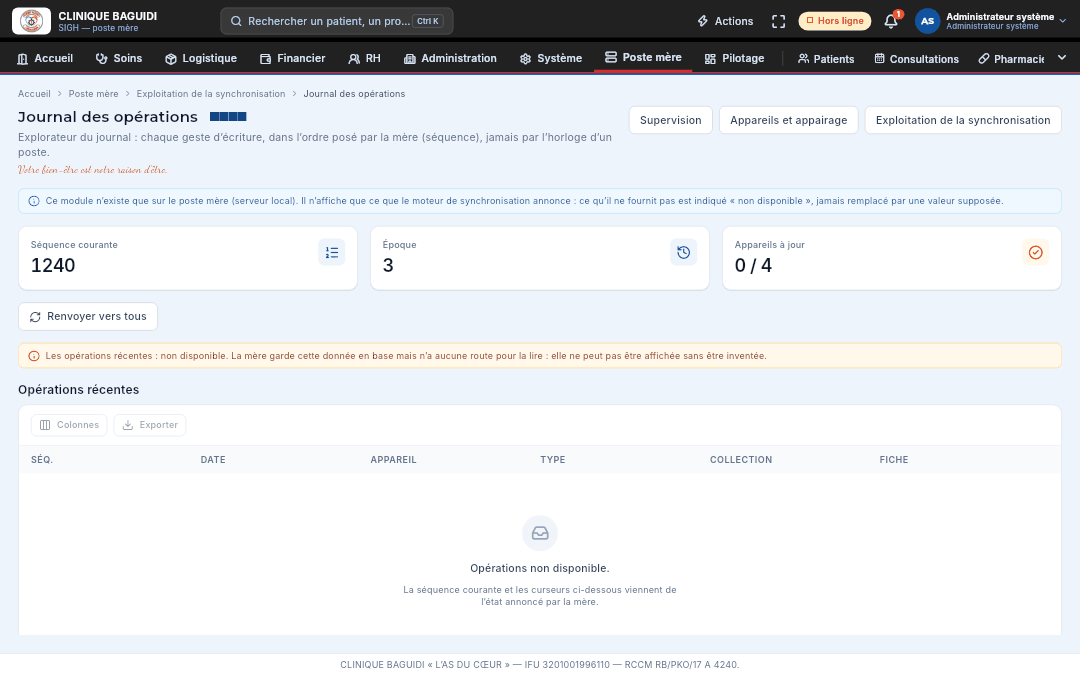 CLINIQUE BAGUIDI
SIGH — poste mère
Rechercher un patient, un pro... Ctrl K
Actions
Hors ligne
1
AS
Administrateur système
Administrateur système
Accueil Soins Logistique Financier RH Administration Système Poste mère Pilotage Patients Consultations Pharmacie
Accueil > Poste mère > Exploitation de la synchronisation > Journal des opérations
Journal des opérations
Explorateur du journal : chaque geste d’écriture, dans l’ordre posé par la mère (séquence), jamais par l’horloge d’un
poste.
Votre bien-être est notre raison d’être.
Supervision
Appareils et appairage
Exploitation de la synchronisation
Ce module n’existe que sur le poste mère (serveur local). Il n’affiche que ce que le moteur de synchronisation annonce : ce qu’il ne fournit pas est indiqué « non disponible », jamais remplacé par une valeur supposée.
Séquence courante
1240
Époque
3
Appareils à jour
0 / 4
Renvoyer vers tous
Les opérations récentes : non disponible. La mère garde cette donnée en base mais n’a aucune route pour la lire : elle ne peut pas être affichée sans être inventée.
Opérations récentes
Colonnes
Exporter
SÉQ. DATE APPAREIL TYPE COLLECTION FICHE
Opérations non disponible.
La séquence courante et les curseurs ci-dessous viennent de
l’état annoncé par la mère.
CLINIQUE BAGUIDI « L’AS DU CŒUR » — IFU 3201001996110 — RCCM RB/PKO/17 A 4240.